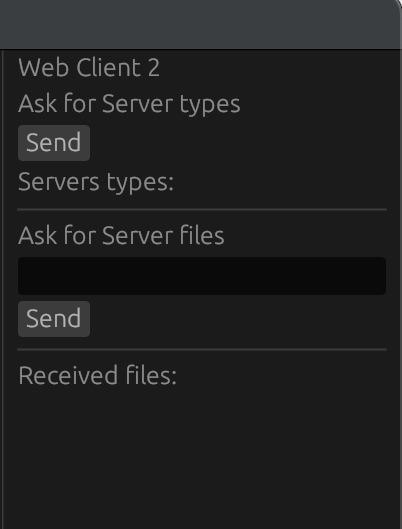 Web Client 2
Ask for Server types
Send
Servers types:
Ask for Server files
Send
Received files: